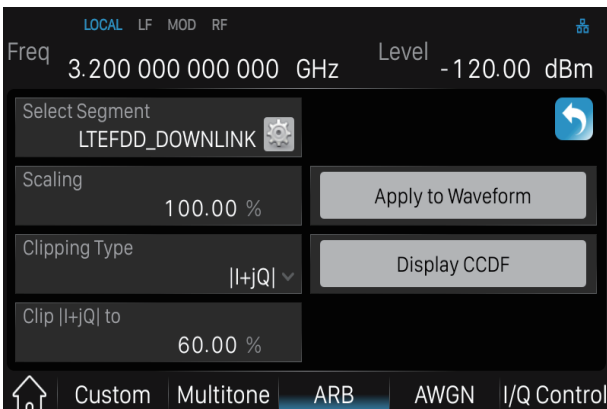 LOCAL LF MOD RF
Freq 3.200 000 000 000 GHz Level -120.00 dBm
Select Segment
LTEFDD_DOWNLINK
Scaling
100.00 %
Apply to Waveform
Clipping Type
|I+jQ|
Display CCDF
Clip |I+jQ| to
60.00 %
Custom Multitone ARB AWGN I/Q Control